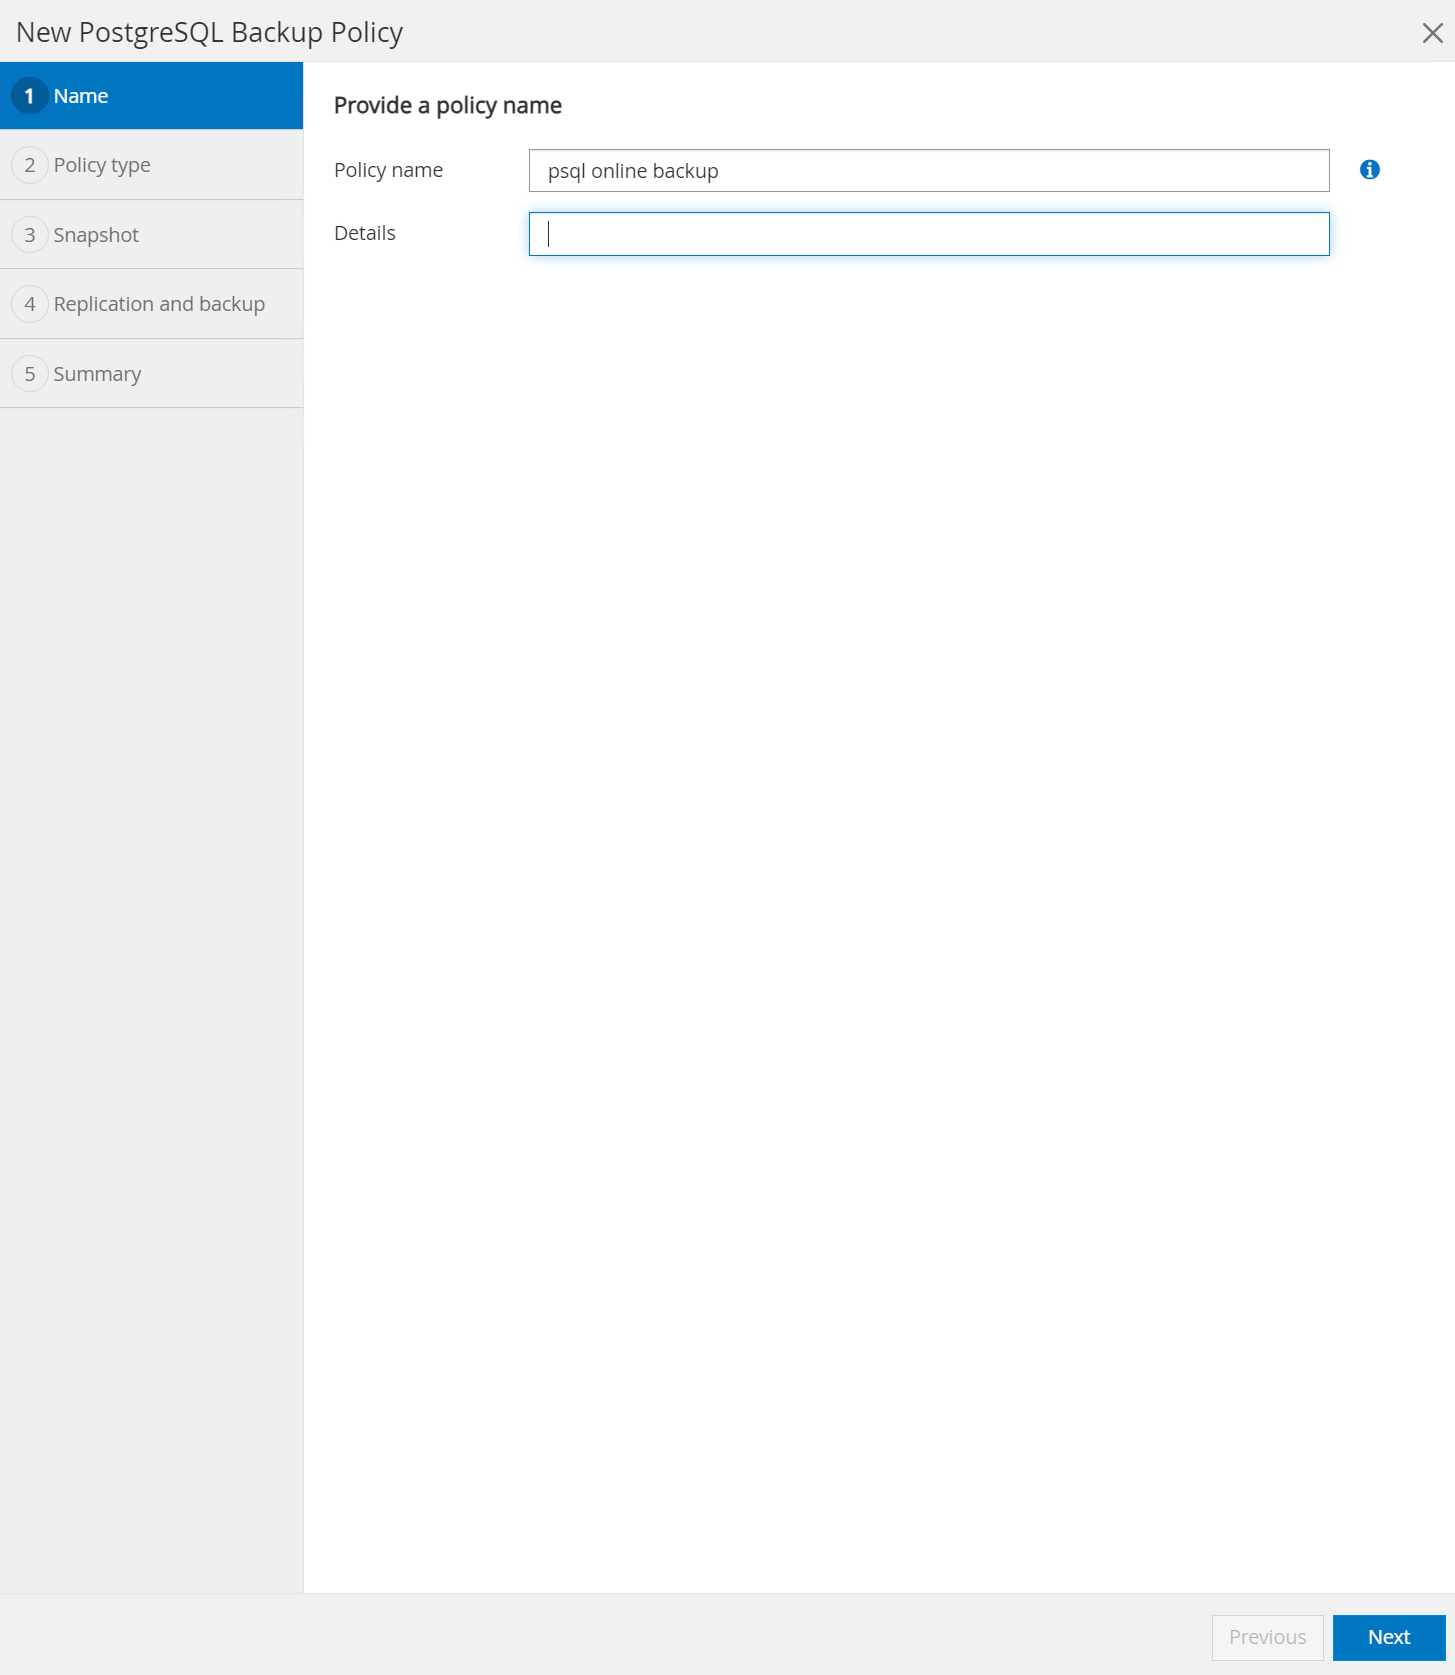 New PostgreSQL Backup Policy
1 Name
2 Policy type
3 Snapshot
4 Replication and backup
5 Summary
Provide a policy name
Policy name psql online backup
Details
Previous Next